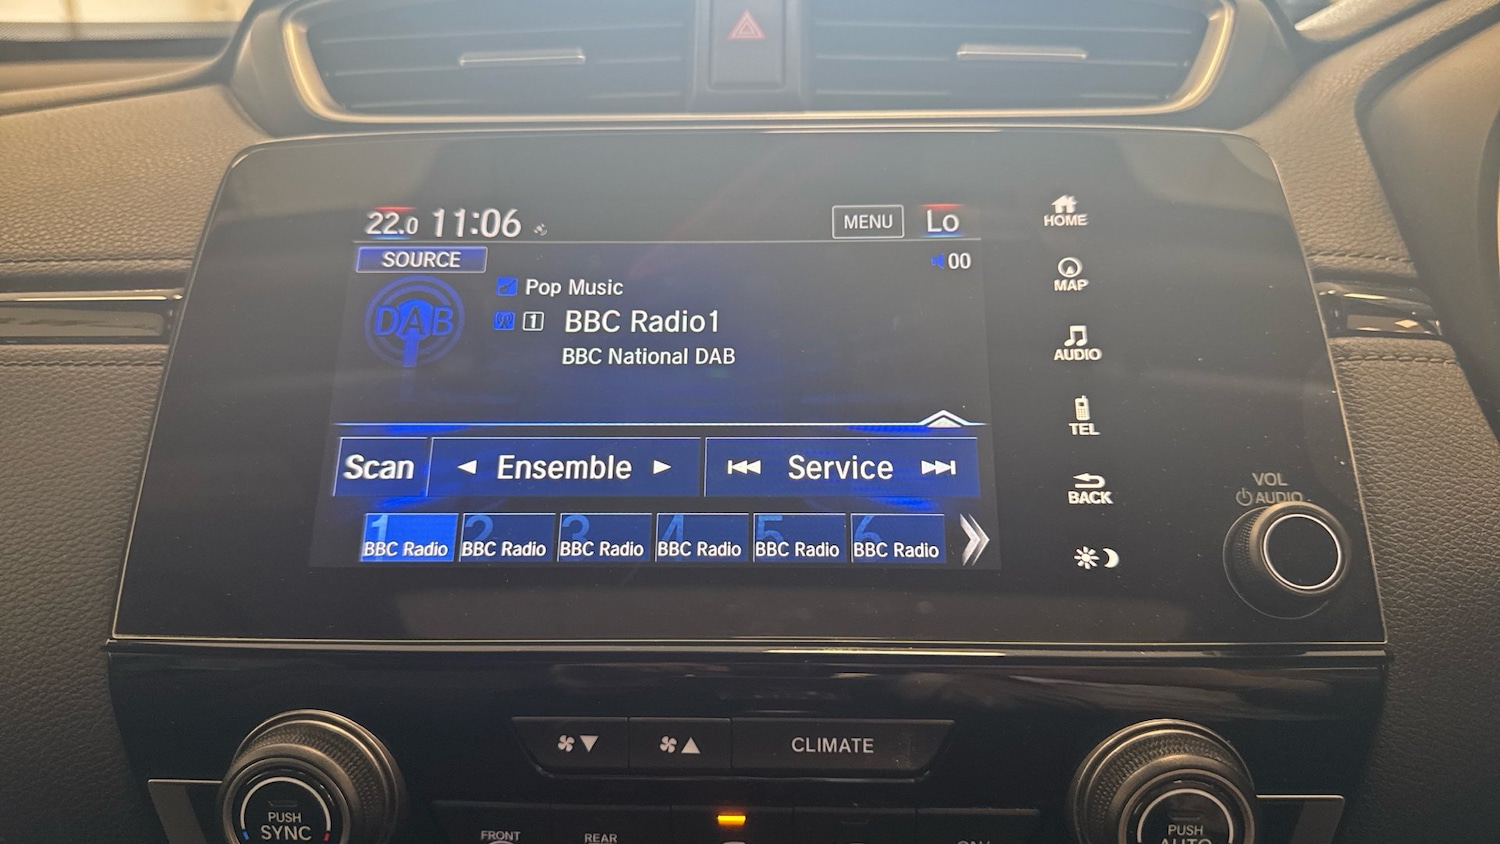 22.0 11:06 MENU Lo
HOME
SOURCE 00
MAP
DAB Pop Music
1 BBC Radio1
BBC National DAB
AUDIO
TEL
Scan Ensemble Service
BACK
VOL
AUDIO
1 2 3 4 5 6
BBC Radio BBC Radio BBC Radio BBC Radio BBC Radio BBC Radio
CLIMATE
PUSH
SYNC
FRONT
REAR
PUSH
AUTO